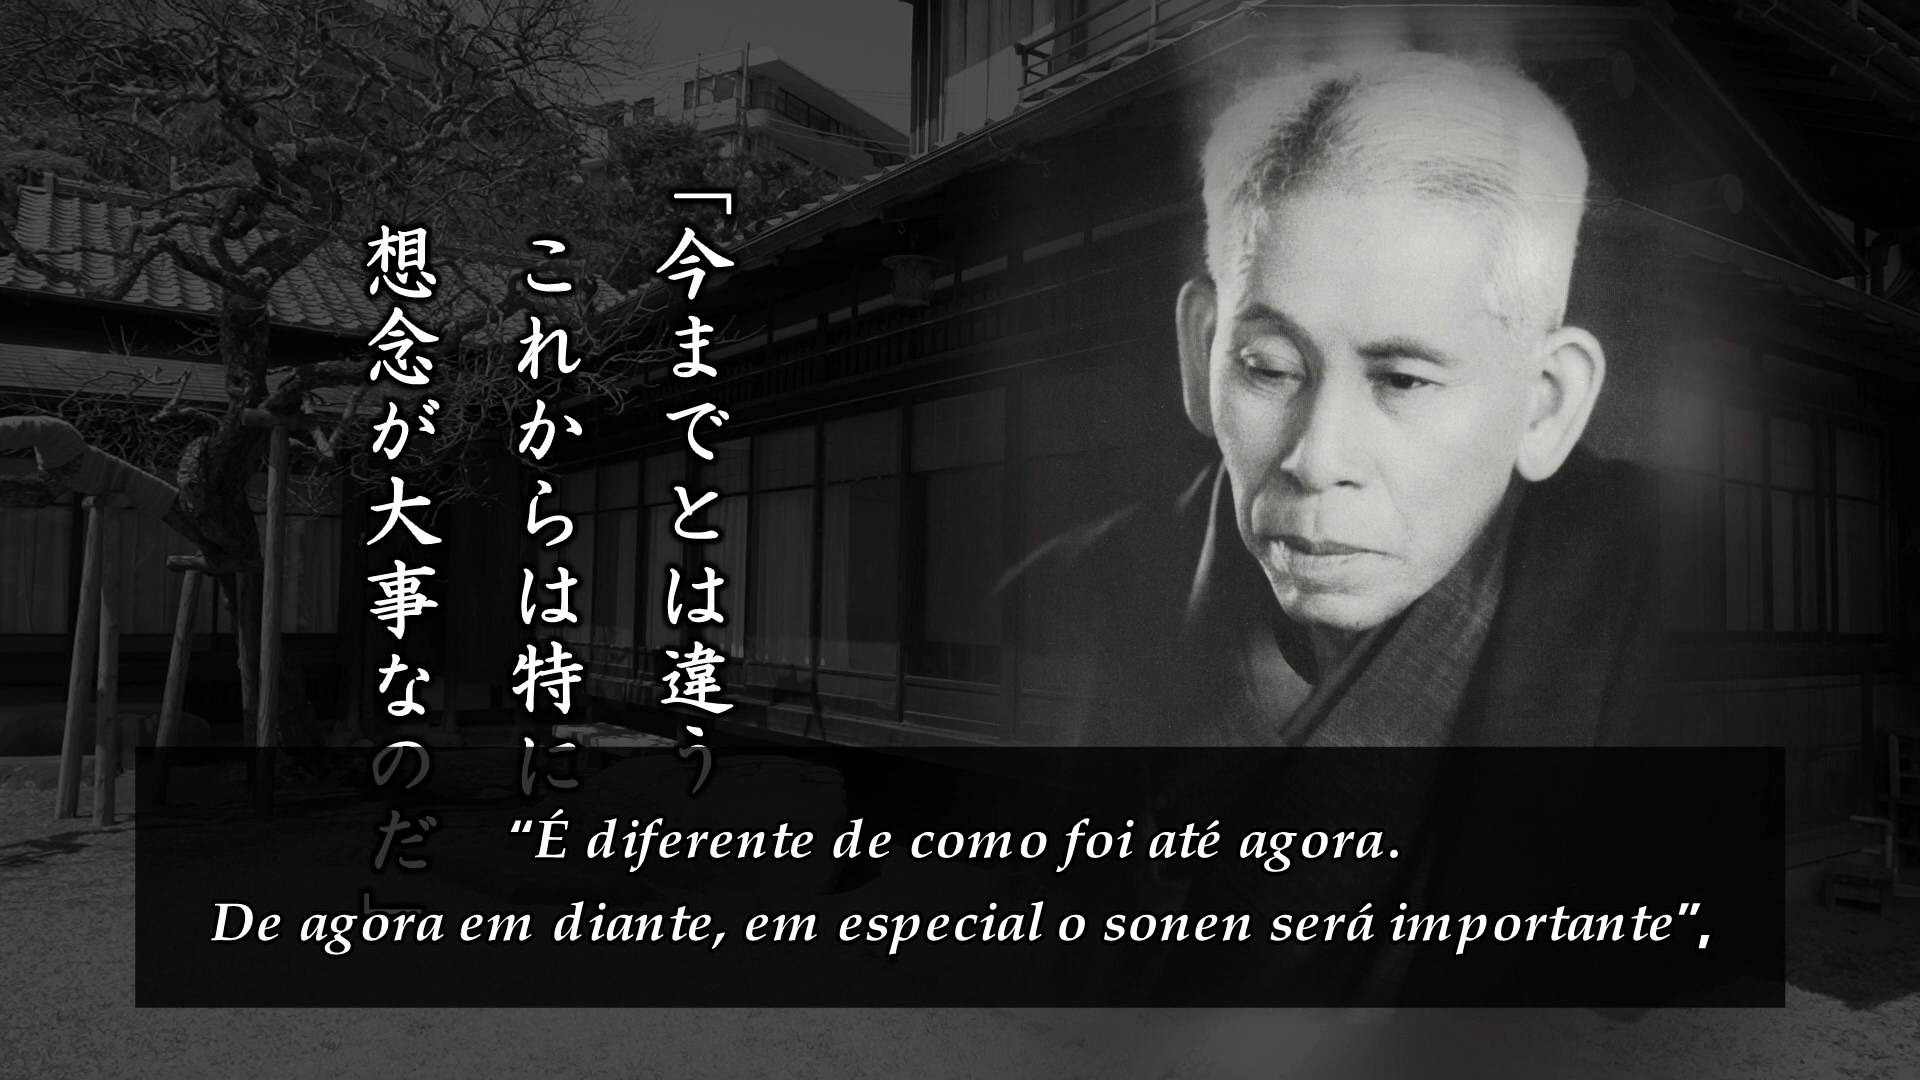 「今までとは違う
これからは特に
想念が大事なのだ」
“É diferente de como foi até agora.
De agora em diante, em especial o sonen será importante”,